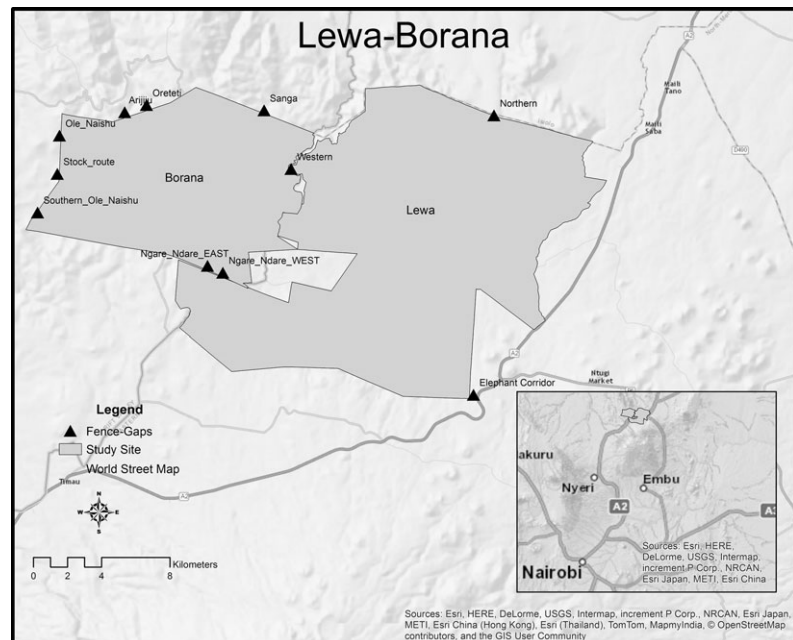 Lewa-Borana
A2
Oreteti
Arijiu
Sanga
Northern
Maili
Tano
Maili
Saba
D490
Ole_Naishu
Stock_route
Western
Borana
Lewa
Southern_Ole_Naishu
Ngare_Ndare_EAST
Ngare_Ndare_WEST
A2
Ntugi
Market
Elephant Corridor
Legend
Fence-Gaps
Study Site
World Street Map
Timau
A2
N
W E
S
Kilometers
0 2 4 8
akuru
Nyeri
Embu
A2
Nairobi
Sources: Esri, HERE,
DeLorme, USGS, Intermap,
increment P Corp., NRCAN,
Esri Japan, METI, Esri China
Sources: Esri, HERE, DeLorme, USGS, Intermap, increment P Corp., NRCAN, Esri Japan,
METI, Esri China (Hong Kong), Esri (Thailand), TomTom, MapmyIndia, © OpenStreetMap
contributors, and the GIS User Community